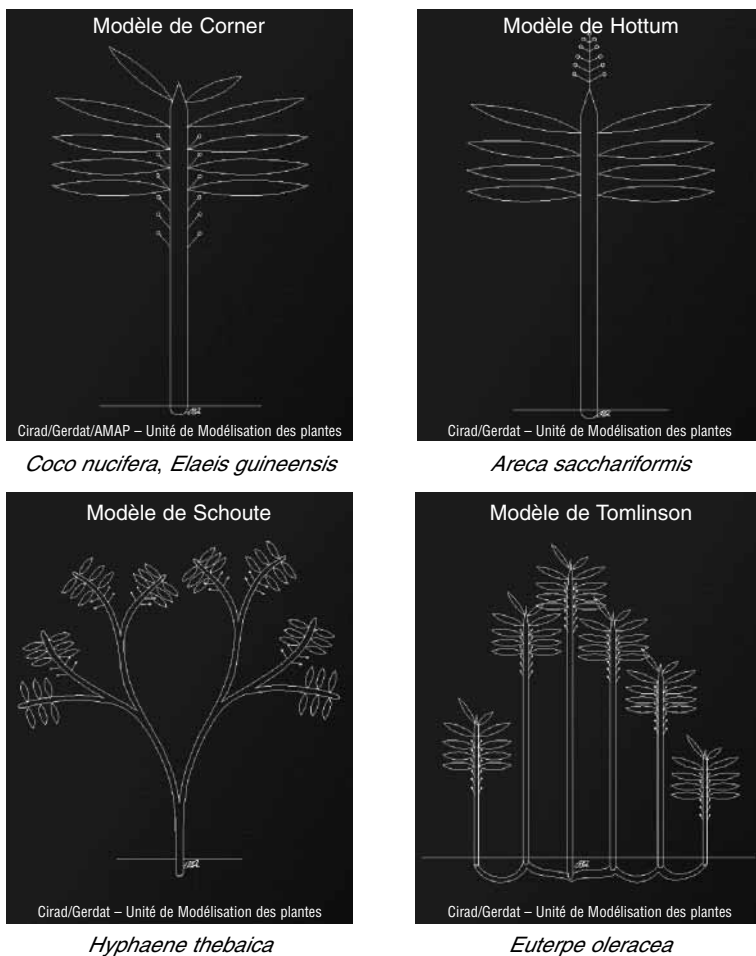 Modèle de Corner
Cirad/Gerdat/AMAP – Unité de Modélisation des plantes
Coco nucifera, Elaeis guineensis
Modèle de Hottum
Cirad/Gerdat – Unité de Modélisation des plantes
Areca sacchariformis
Modèle de Schoute
Cirad/Gerdat – Unité de Modélisation des plantes
Hyphaene thebaica
Modèle de Tomlinson
Cirad/Gerdat – Unité de Modélisation des plantes
Euterpe oleracea